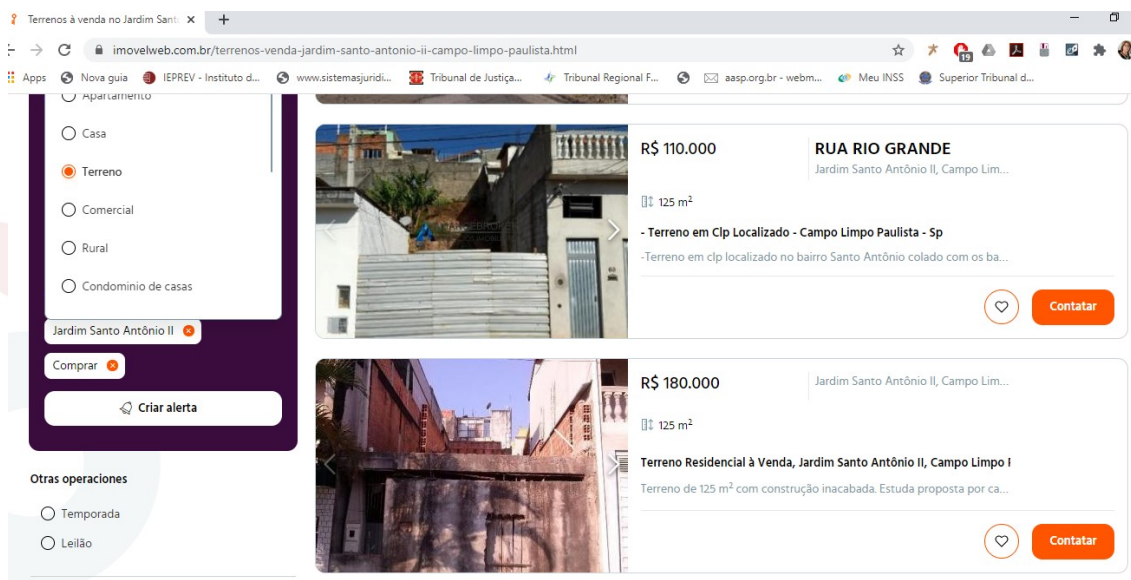 Terrenos à venda no Jardim Sant
imovelweb.com.br/terrenos-venda-jardim-santo-antonio-ii-campo-limpo-paulista.html
19
Apps Nova guia IEPREV - Instituto d... www.sistemasjuridi... Tribunal de Justiça... Tribunal Regional F... aasp.org.br - webm... Meu INSS Superior Tribunal d...
Apartamento
Casa
Terreno
Comercial
Rural
Condominio de casas
Jardim Santo Antônio II
Comprar
Criar alerta
Otras operaciones
Temporada
Leilão
R$ 110.000
RUA RIO GRANDE
Jardim Santo Antônio II, Campo Lim...
125 m²
- Terreno em Clp Localizado - Campo Limpo Paulista - Sp
-Terreno em clp localizado no bairro Santo Antônio colado com os ba...
Contatar
R$ 180.000
Jardim Santo Antônio II, Campo Lim...
125 m²
Terreno Residencial à Venda, Jardim Santo Antônio II, Campo Limpo
Terreno de 125 m² com construção inacabada. Estuda proposta por ca...
Contatar